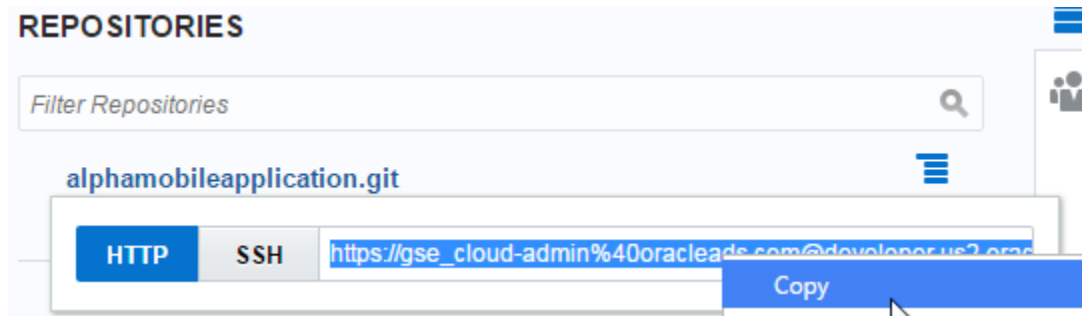 REPOSITORIES
Filter Repositories
alphamobileapplication.git
HTTP SSH https://gse_cloud-admin%40oracleads.com@developer.us2.orac
Copy